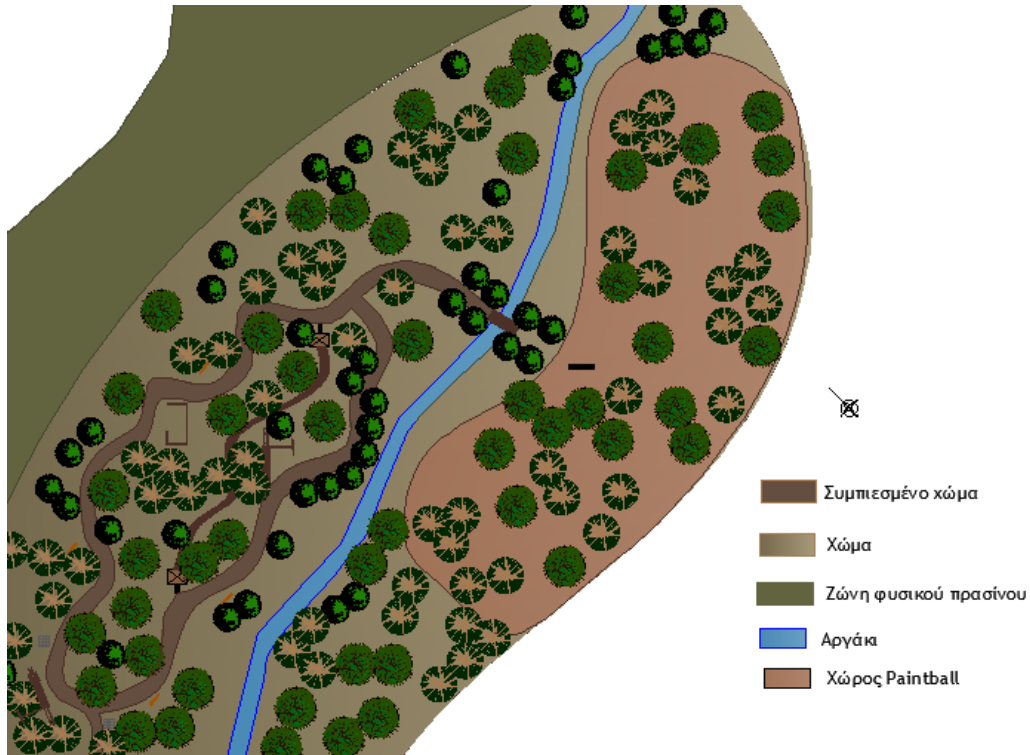 Συμπιεσμένο χώμα
Χώμα
Ζώνη φυσικού πρασίνου
Αργάκι
Χώρος Paintball